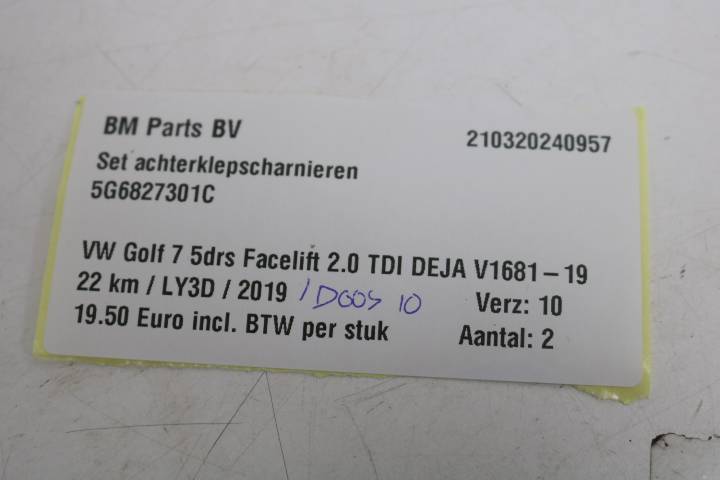 BM Parts BV 210320240957
Set achterklepscharnieren
5G6827301C
VW Golf 7 5drs Facelift 2.0 TDI DEJA V1681-19
22 km / LY3D / 2019 / DOOS 10 Verz: 10
19.50 Euro incl. BTW per stuk Aantal: 2